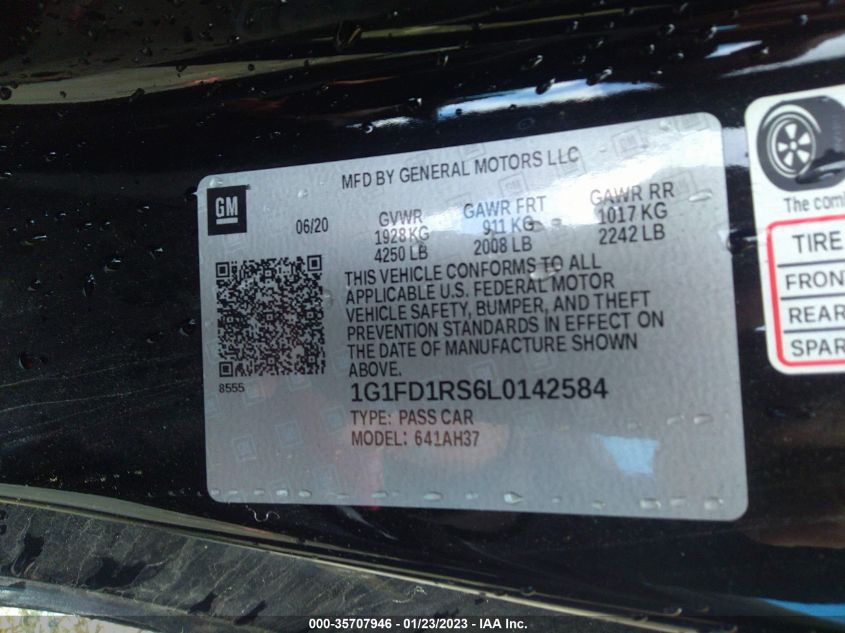 MFD BY GENERAL MOTORS LLC
GM
06/20 GVWR GAWR FRT GAWR RR
1928 KG 911 KG 1017 KG
4250 LB 2008 LB 2242 LB
THIS VEHICLE CONFORMS TO ALL
APPLICABLE U.S. FEDERAL MOTOR
VEHICLE SAFETY, BUMPER, AND THEFT
PREVENTION STANDARDS IN EFFECT ON
THE DATE OF MANUFACTURE SHOWN
ABOVE.
8555
1G1FD1RS6L0142584
TYPE: PASS CAR
MODEL: 641AH37
The comb
TIRE
FRON
REAR
SPAR
000-35707946 - 01/23/2023 - IAA Inc.